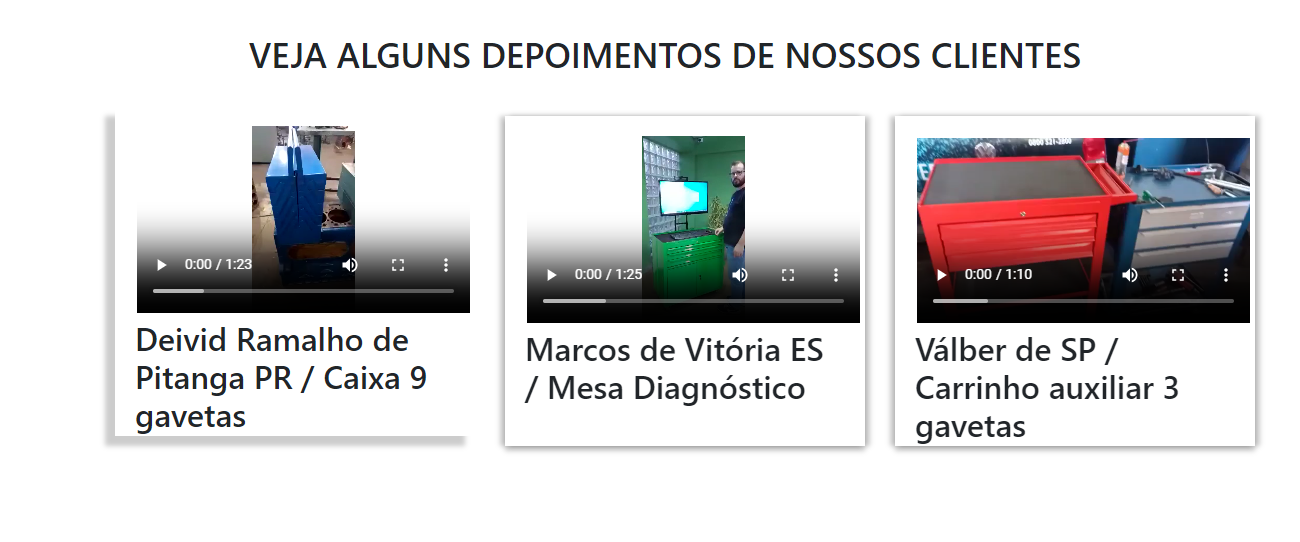 VEJA ALGUNS DEPOIMENTOS DE NOSSOS CLIENTES
0:00 / 1:23
Deivid Ramalho de
Pitanga PR / Caixa 9
gavetas
0:00 / 1:25
Marcos de Vitória ES
/ Mesa Diagnóstico
0:00 / 1:10
Válber de SP /
Carrinho auxiliar 3
gavetas